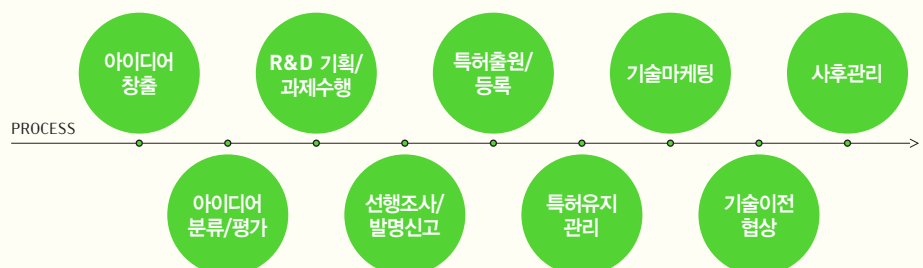 PROCESS
아이디어
창출
아이디어
분류/평가
R&D 기획/
과제수행
선행조사/
발명신고
특허출원/
등록
특허유지
관리
기술마케팅
기술이전
협상
사후관리